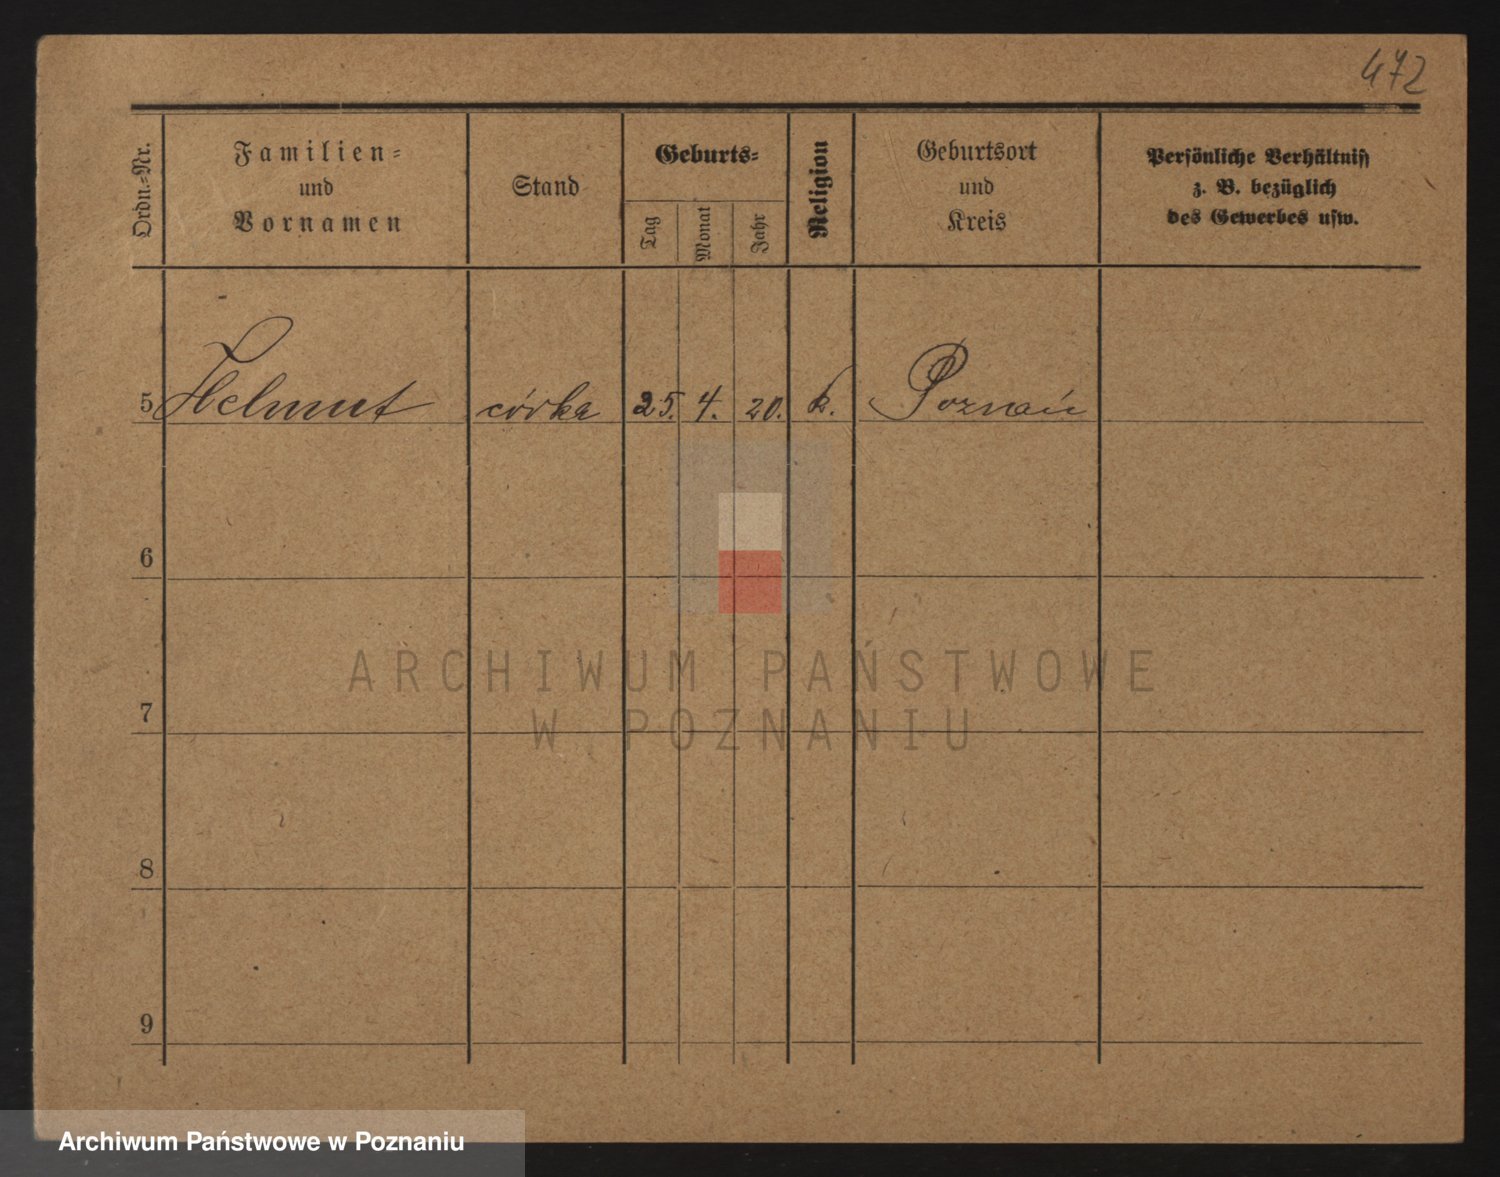 472
Ordn.-Nr.
Familien-
und
Vornamen
Stand
Geburts-
Tag
Monat
Jahr
Religion
Geburtsort
und
Kreis
Persönliche Verhältniss
z. B. bezüglich
des Gewerbes usw.
5 Helmut córka 25. 4. 20. k. Poznań
6
7
8
9
ARCHIWUM PAŃSTWOWE
W POZNANIU
Archiwum Państwowe w Poznaniu